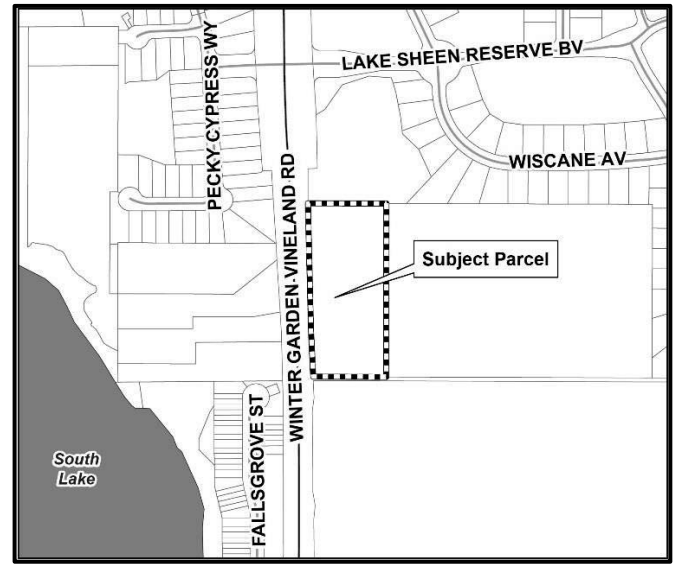 LAKE SHEEN RESERVE BV
PECKY CYPRESS WY
WISCANE AV
WINTER GARDEN-VINELAND RD
Subject Parcel
FALLSGROVE ST
South
Lake